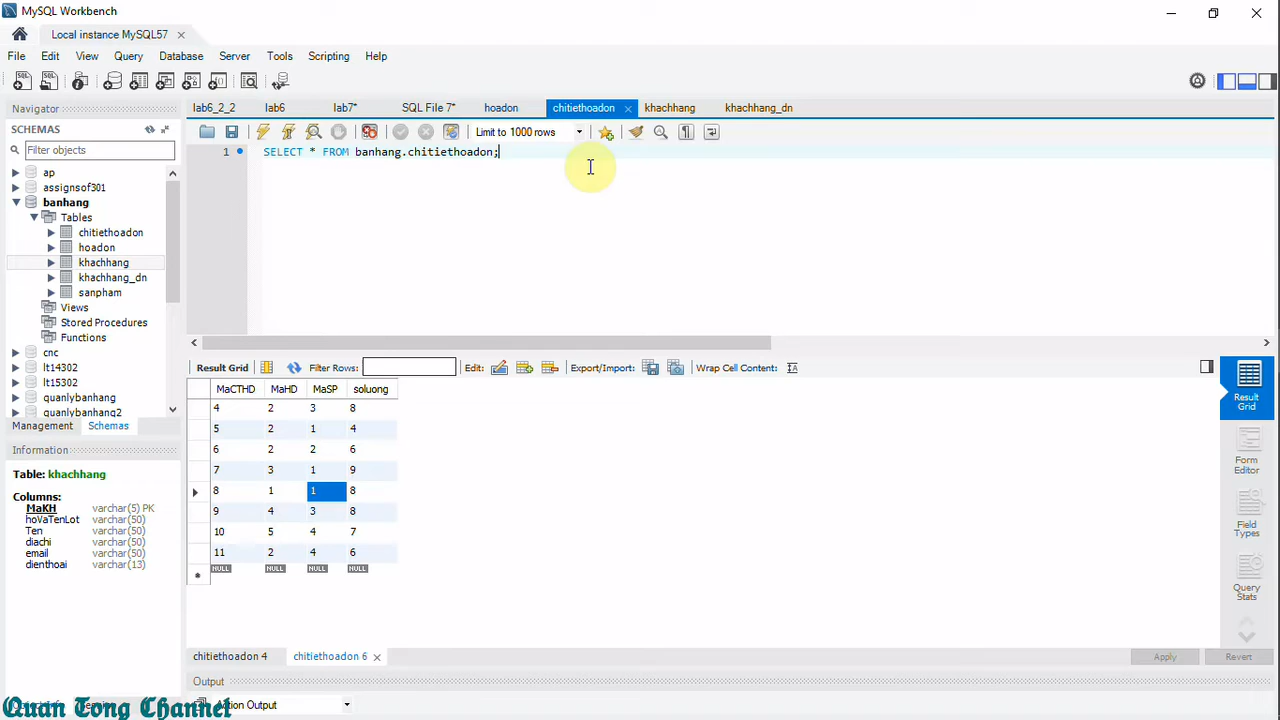 MySQL Workbench
Local instance MySQL57
File Edit View Query Database Server Tools Scripting Help
Navigator
lab6_2_2 lab6 lab7* SQL File 7* hoadon chitiethoadon khachhang khachhang_dn
SCHEMAS
Limit to 1000 rows
Filter objects
1 SELECT * FROM banhang.chitiethoadon;
ap
assignsof301
banhang
Tables
chitiethoadon
hoadon
khachhang
khachhang_dn
sanpham
Views
Stored Procedures
Functions
cnc
lt14302
lt15302
quanlybanhang
quanlybanhang2
Management Schemas
Information
Table: khachhang
Columns:
MaKH varchar(5) PK
hoVaTenLot varchar(50)
Ten varchar(50)
diachi varchar(50)
email varchar(50)
dienthoai varchar(13)
Result Grid Filter Rows: Edit: Export/Import: Wrap Cell Content:
MaCTHD MaHD MaSP soluong
4 2 3 8
5 2 1 4
6 2 2 6
7 3 1 9
8 1 1 8
9 4 3 8
10 5 4 7
11 2 4 6
NULL NULL NULL NULL
Result Grid
Form Editor
Field Types
Query Stats
chitiethoadon 4 chitiethoadon 6
Apply Revert
Output
Action Output
Quan Tong Channel